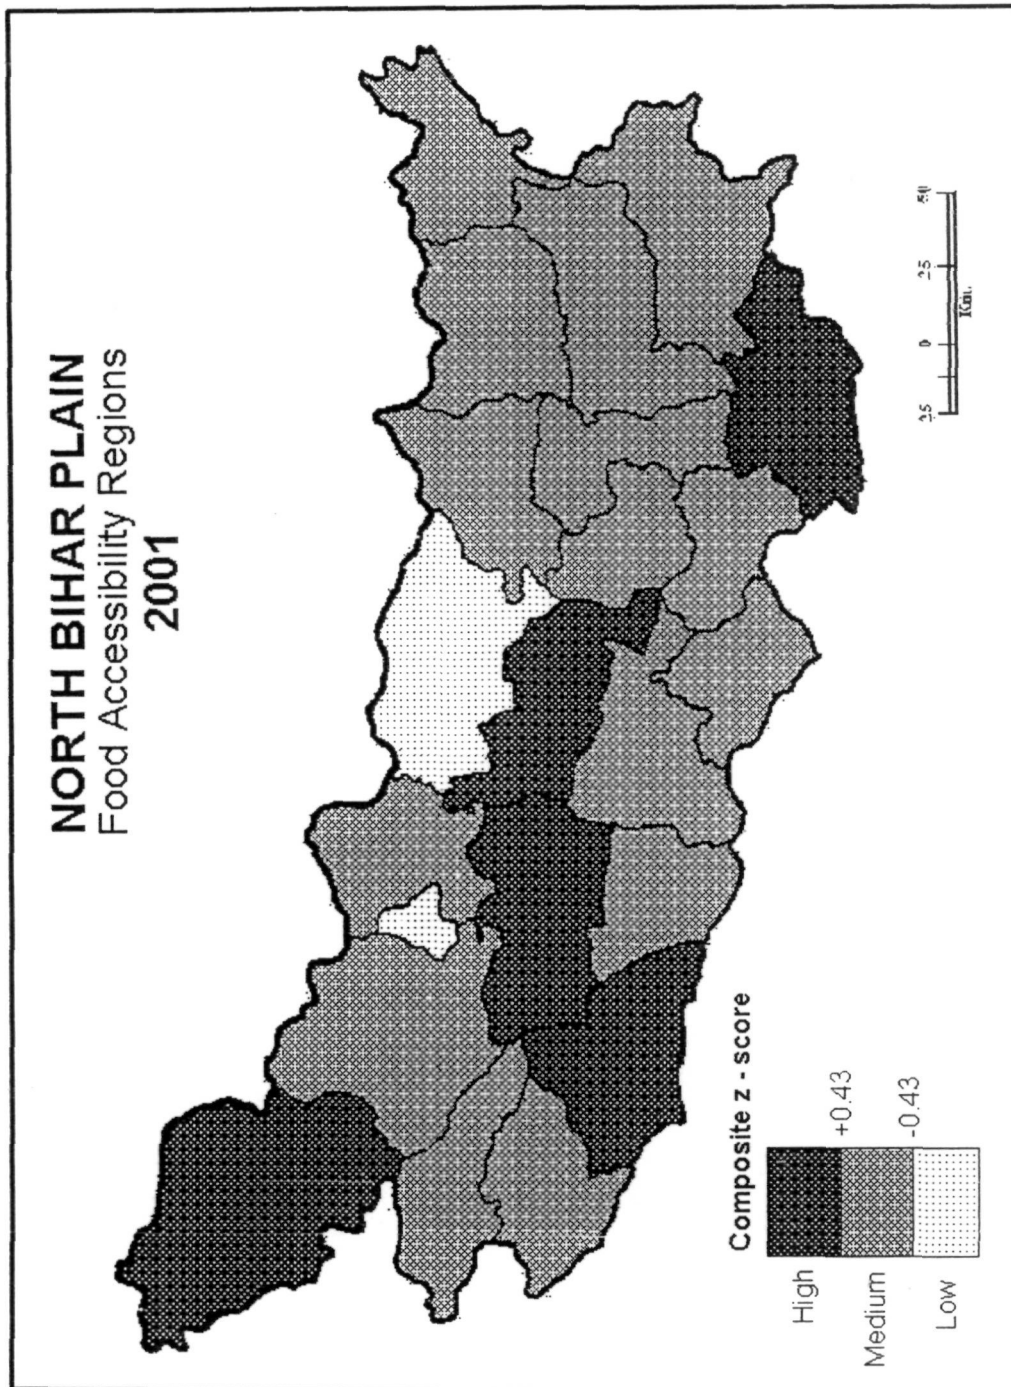 NORTH BIHAR PLAIN
Food Accessibility Regions
2001
Composite z - score
High
+0.43
Medium
-0.43
Low
25 0 25 50
Km.